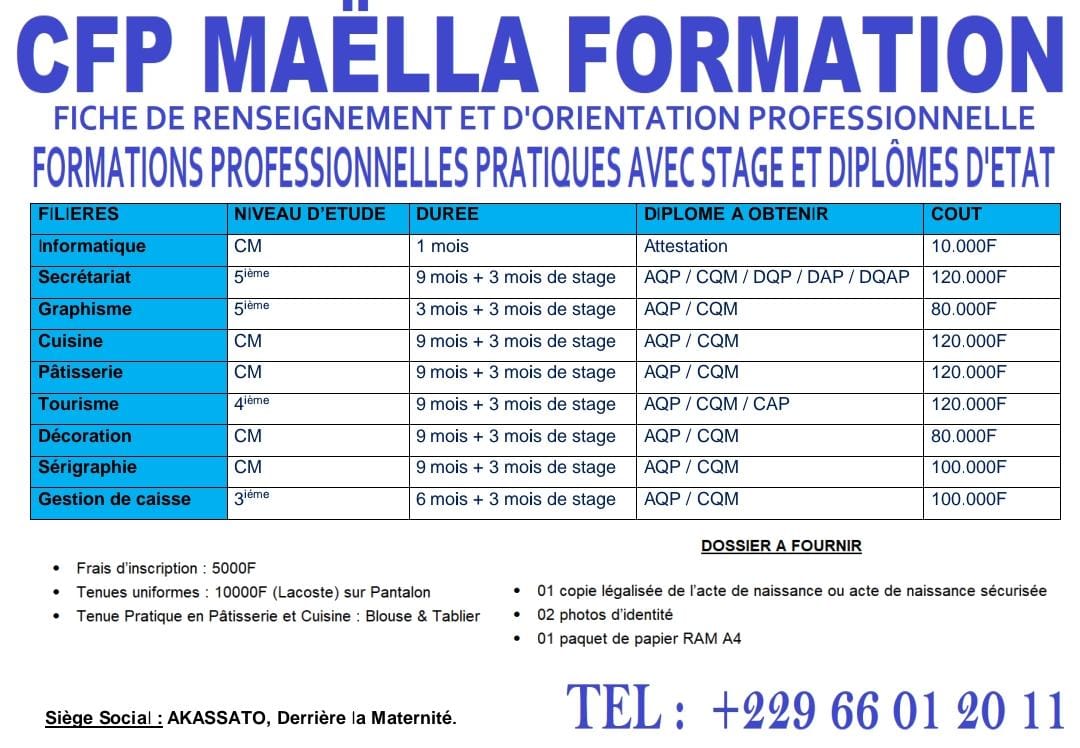 CFP MAËLLA FORMATION
FICHE DE RENSEIGNEMENT ET D'ORIENTATION PROFESSIONNELLE
FORMATIONS PROFESSIONNELLES PRATIQUES AVEC STAGE ET DIPLÔMES D'ETAT
FILIERES NIVEAU D'ETUDE DUREE DIPLOME A OBTENIR COUT
Informatique CM 1 mois Attestation 10.000F
Secrétariat 5ième 9 mois + 3 mois de stage AQP / CQM / DQP / DAP / DQAP 120.000F
Graphisme 5ième 3 mois + 3 mois de stage AQP / CQM 80.000F
Cuisine CM 9 mois + 3 mois de stage AQP / CQM 120.000F
Pâtisserie CM 9 mois + 3 mois de stage AQP / CQM 120.000F
Tourisme 4ième 9 mois + 3 mois de stage AQP / CQM / CAP 120.000F
Décoration CM 9 mois + 3 mois de stage AQP / CQM 80.000F
Sérigraphie CM 9 mois + 3 mois de stage AQP / CQM 100.000F
Gestion de caisse 3iéme 6 mois + 3 mois de stage AQP / CQM 100.000F
• Frais d'inscription : 5000F
• Tenues uniformes : 10000F (Lacoste) sur Pantalon
• Tenue Pratique en Pâtisserie et Cuisine : Blouse & Tablier
DOSSIER A FOURNIR
• 01 copie légalisée de l'acte de naissance ou acte de naissance sécurisée
• 02 photos d'identité
• 01 paquet de papier RAM A4
Siège Social : AKASSATO, Derrière la Maternité.
TEL : +229 66 01 20 11